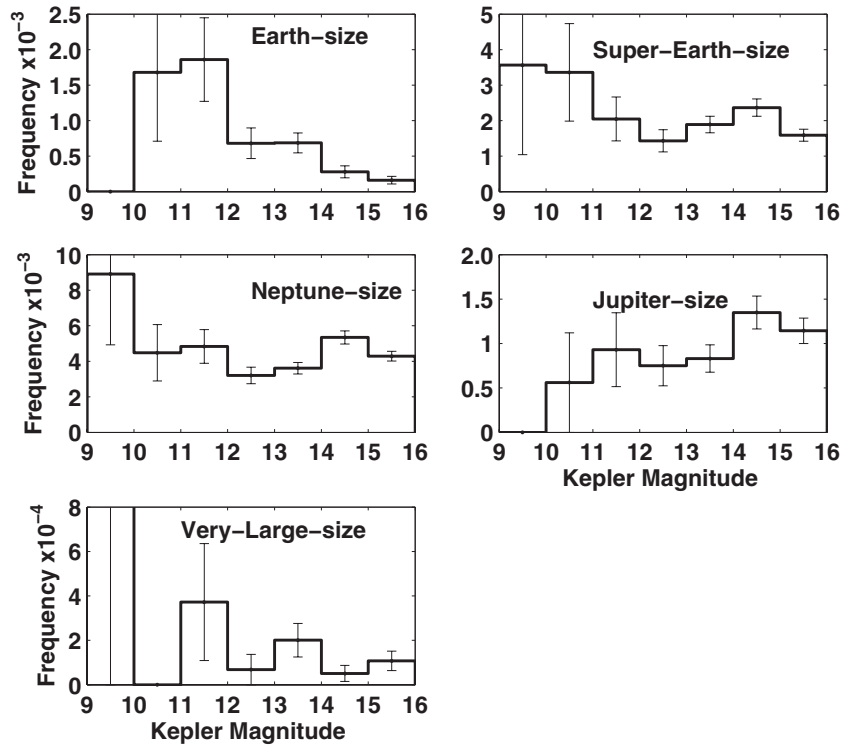 Earth−size
Frequency x10−3
2.5
2.0
1.5
1.0
0.5
0
9 10 11 12 13 14 15 16
Super−Earth−size
5
4
3
2
1
0
9 10 11 12 13 14 15 16
Neptune−size
Frequency x10−3
10
8
6
4
2
0
9 10 11 12 13 14 15 16
Jupiter−size
2.0
1.5
1
0.5
0
9 10 11 12 13 14 15 16
Kepler Magnitude
Very−Large−size
Frequency x10−4
8
6
4
2
0
9 10 11 12 13 14 15 16
Kepler Magnitude